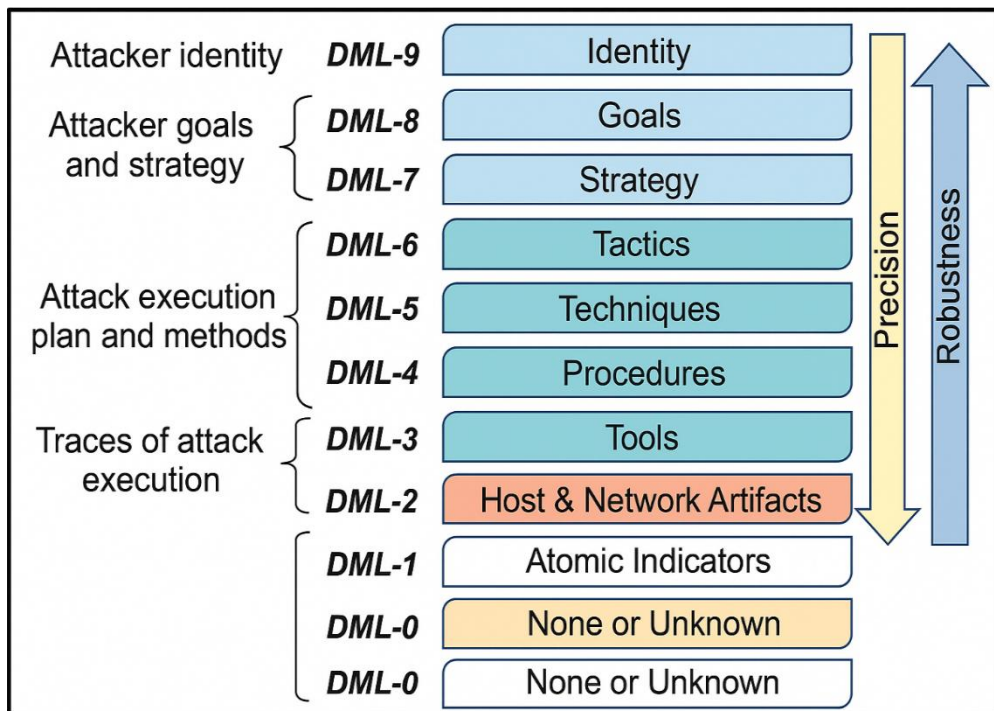 Attacker identity
DML-9
Identity
Attacker goals
and strategy
DML-8
Goals
DML-7
Strategy
Attack execution
plan and methods
DML-6
Tactics
DML-5
Techniques
DML-4
Procedures
Traces of attack
execution
DML-3
Tools
DML-2
Host & Network Artifacts
DML-1
Atomic Indicators
DML-0
None or Unknown
DML-0
None or Unknown
Precision
Robustness